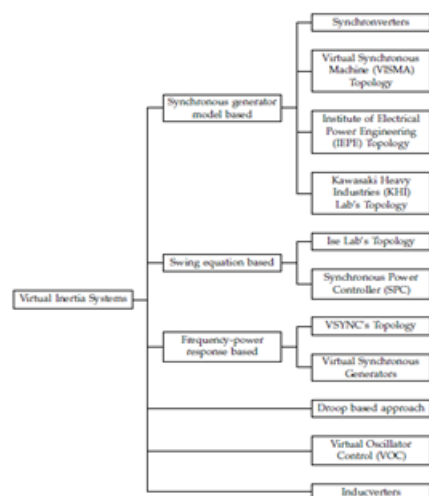 Synchronverters
Virtual Synchronous
Machine (VISMA)
Topology
Synchronous generator
model based
Institute of Electrical
Power Engineering
(IEPE) Topology
Kawasaki Heavy
Industries (KHI)
Lab's Topology
Ise Lab's Topology
Swing equation based
Synchronous Power
Controller (SPC)
Virtual Inertia Systems
VSYNC's Topology
Frequency-power
response based
Virtual Synchronous
Generators
Droop based approach
Virtual Oscillator
Control (VOC)
Inducverters